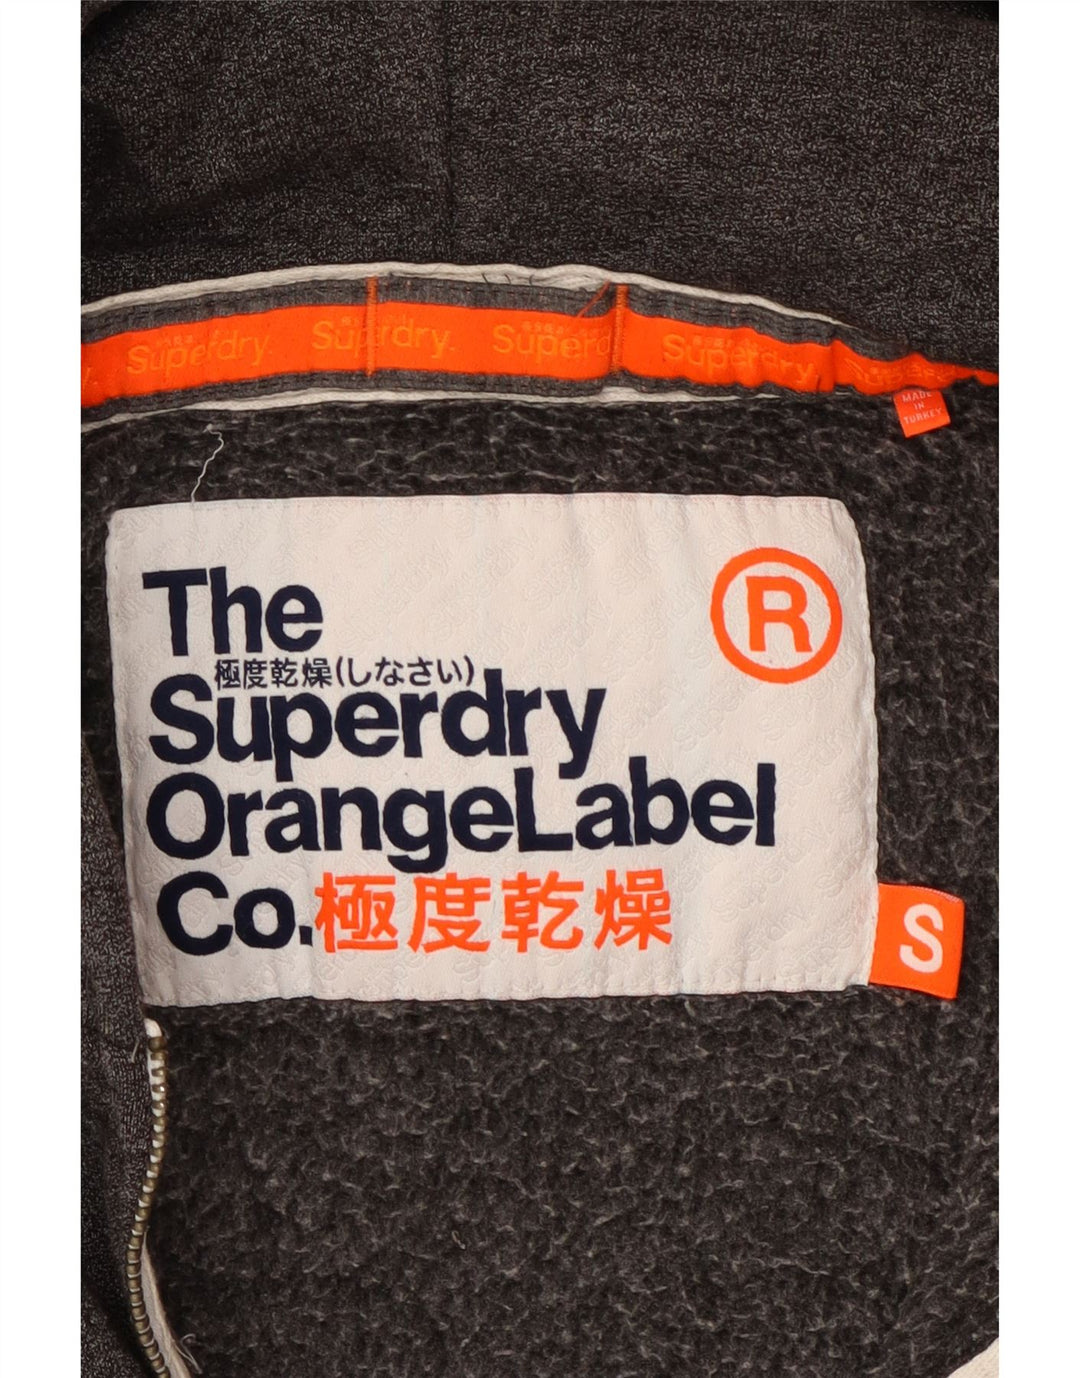 Superdry. Superdry. Superdry. Superdry.
MADE
IN
TURKEY
The
®
極度乾燥(しなさい)
Superdry
OrangeLabel
Co.極度乾燥
S